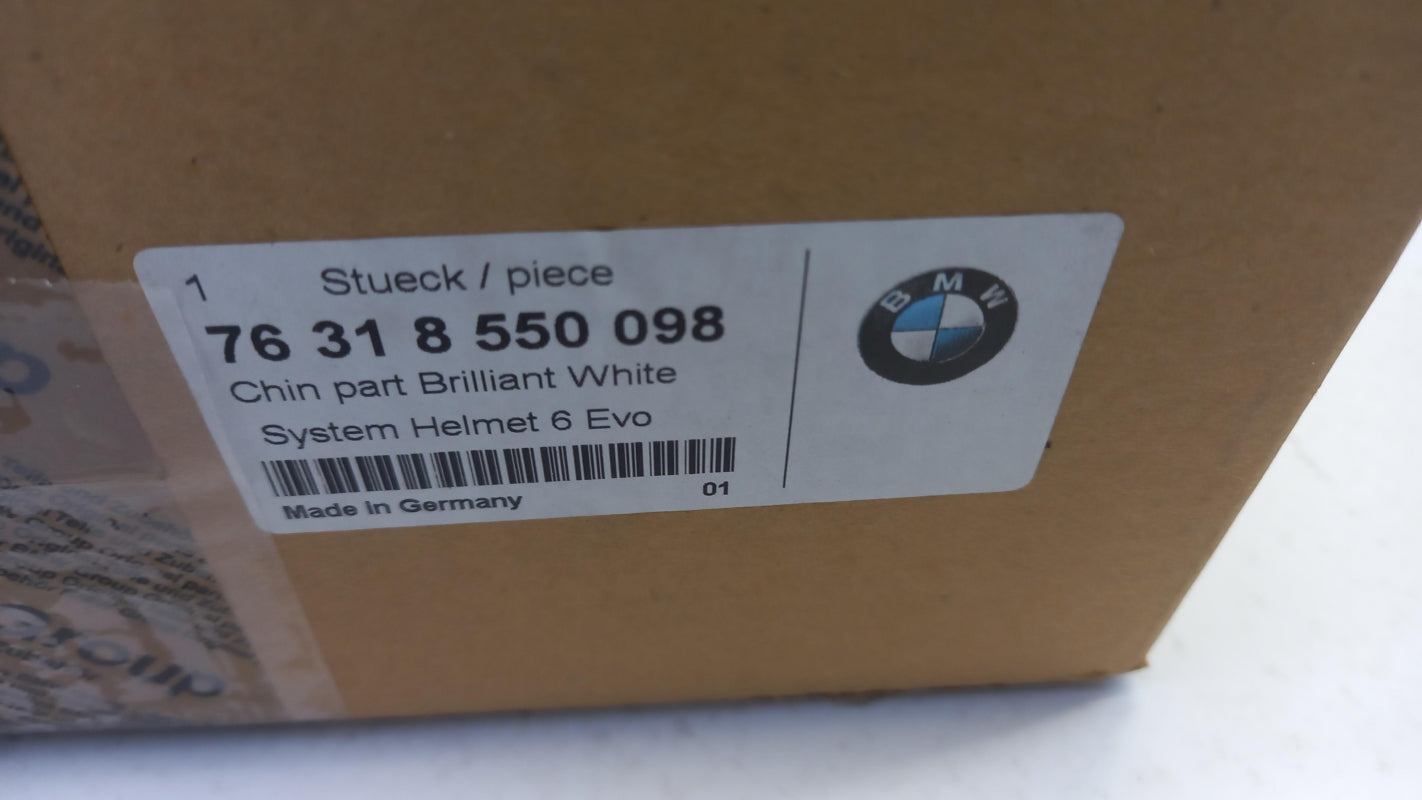 1 Stueck / piece
76 31 8 550 098
Chin part Brilliant White
System Helmet 6 Evo
Made in Germany 01
BMW
Group